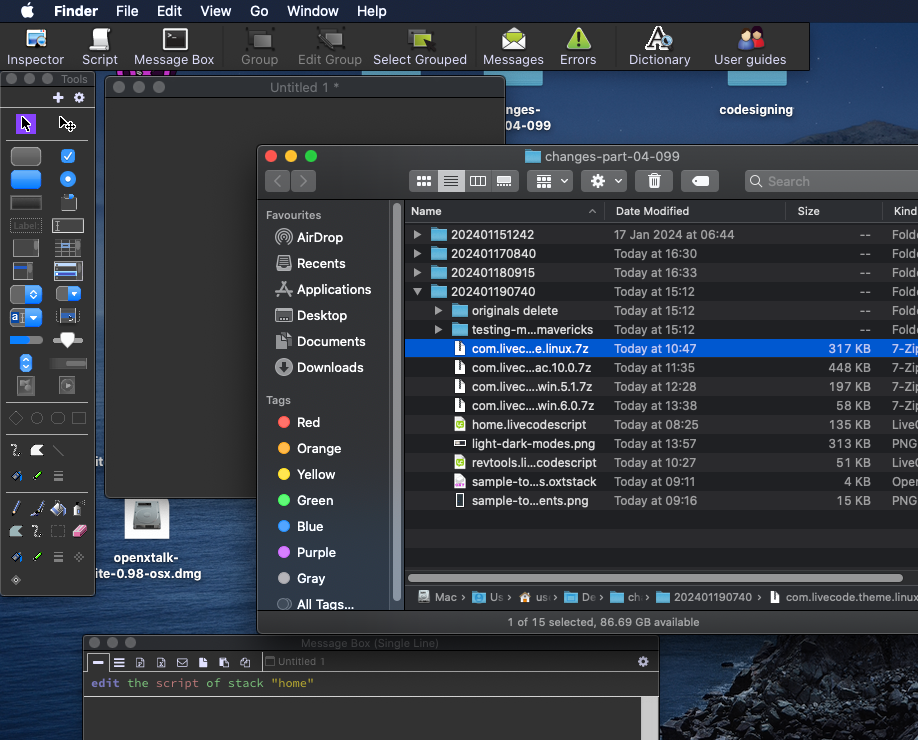 Finder File Edit View Go Window Help
Inspector Script Message Box Group Edit Group Select Grouped Messages Errors Dictionary User guides
Tools
Untitled 1 *
nges-
04-099
codesigning
changes-part-04-099
Search
Favourites
AirDrop
Recents
Applications
Desktop
Documents
Downloads
Tags
Red
Orange
Yellow
Green
Blue
Purple
Gray
All Tags...
Name Date Modified Size Kind
202401151242 17 Jan 2024 at 06:44 -- Folde
202401170840 Today at 16:30 -- Folde
202401180915 Today at 16:33 -- Folde
202401190740 Today at 15:12 -- Folde
originals delete Today at 15:12 -- Folde
testing-m...mavericks Today at 15:12 -- Folde
com.livec...e.linux.7z Today at 10:47 317 KB 7-Zip
com.livec...ac.10.0.7z Today at 11:35 448 KB 7-Zip
com.livec...win.5.1.7z Today at 12:28 197 KB 7-Zip
com.livec...win.6.0.7z Today at 13:38 58 KB 7-Zip
home.livecodescript Today at 08:25 135 KB LiveC
light-dark-modes.png Today at 13:57 313 KB PNG
revtools.li...codescript Today at 10:27 51 KB LiveC
sample-to...s.oxtstack Today at 09:11 4 KB Open
sample-to...ents.png Today at 09:16 15 KB PNG
Mac › Us › us › De › ch › 202401190740 › com.livecode.theme.linux
1 of 15 selected, 86.69 GB available
Label:
a
it
openxtalk-
ite-0.98-osx.dmg
Message Box (Single Line)
Untitled 1
edit the script of stack "home"